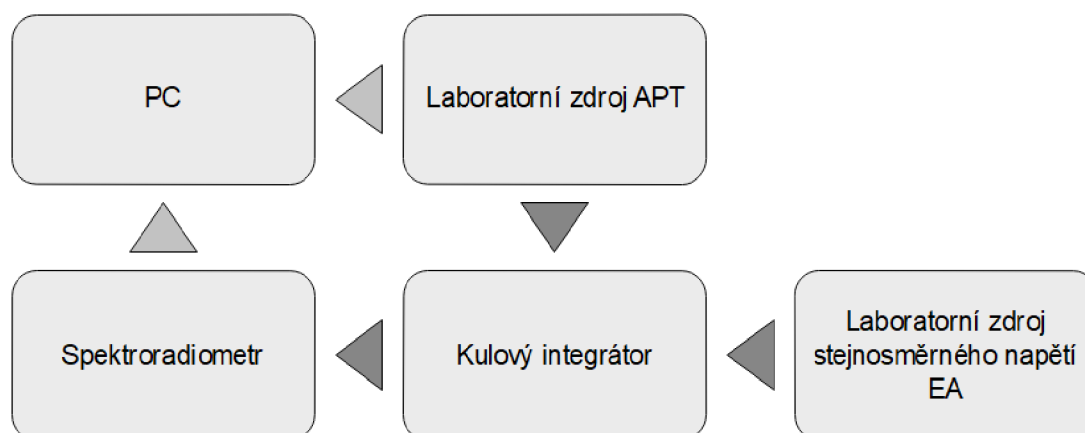 PC
Laboratorní zdroj APT
Spektroradiometr
Kulový integrátor
Laboratorní zdroj
stejnosměrného napětí
EA